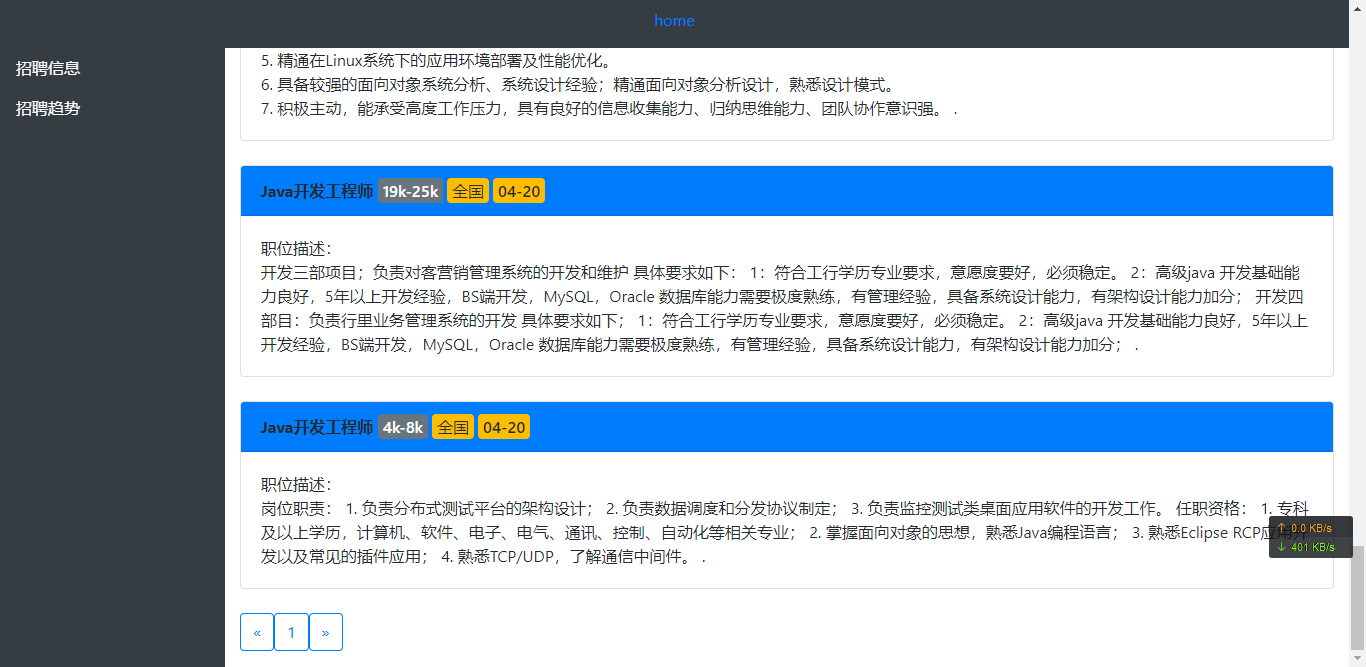 home
招聘信息
招聘趋势
5. 精通在Linux系统下的应用环境部署及性能优化。
6. 具备较强的面向对象系统分析、系统设计经验；精通面向对象分析设计，熟悉设计模式。
7. 积极主动，能承受高度工作压力，具有良好的信息收集能力、归纳思维能力、团队协作意识强。 .
Java开发工程师 19k-25k 全国 04-20
职位描述：
开发三部项目；负责对客营销管理系统的开发和维护 具体要求如下： 1：符合工行学历专业要求，意愿度要好，必须稳定。 2：高级java 开发基础能
力良好，5年以上开发经验，BS端开发，MySQL，Oracle 数据库能力需要极度熟练，有管理经验，具备系统设计能力，有架构设计能力加分； 开发四
部目：负责行里业务管理系统的开发 具体要求如下； 1：符合工行学历专业要求，意愿度要好，必须稳定。 2：高级java 开发基础能力良好，5年以上
开发经验，BS端开发，MySQL，Oracle 数据库能力需要极度熟练，有管理经验，具备系统设计能力，有架构设计能力加分； .
Java开发工程师 4k-8k 全国 04-20
职位描述：
岗位职责： 1. 负责分布式测试平台的架构设计； 2. 负责数据调度和分发协议制定； 3. 负责监控测试类桌面应用软件的开发工作。 任职资格： 1. 专科
及以上学历，计算机、软件、电子、电气、通讯、控制、自动化等相关专业； 2. 掌握面向对象的思想，熟悉Java编程语言； 3. 熟悉Eclipse RCP应用开
发以及常见的插件应用； 4. 熟悉TCP/UDP，了解通信中间件。 .
↑ 0.0 KB/s
↓ 401 KB/s
« 1 »